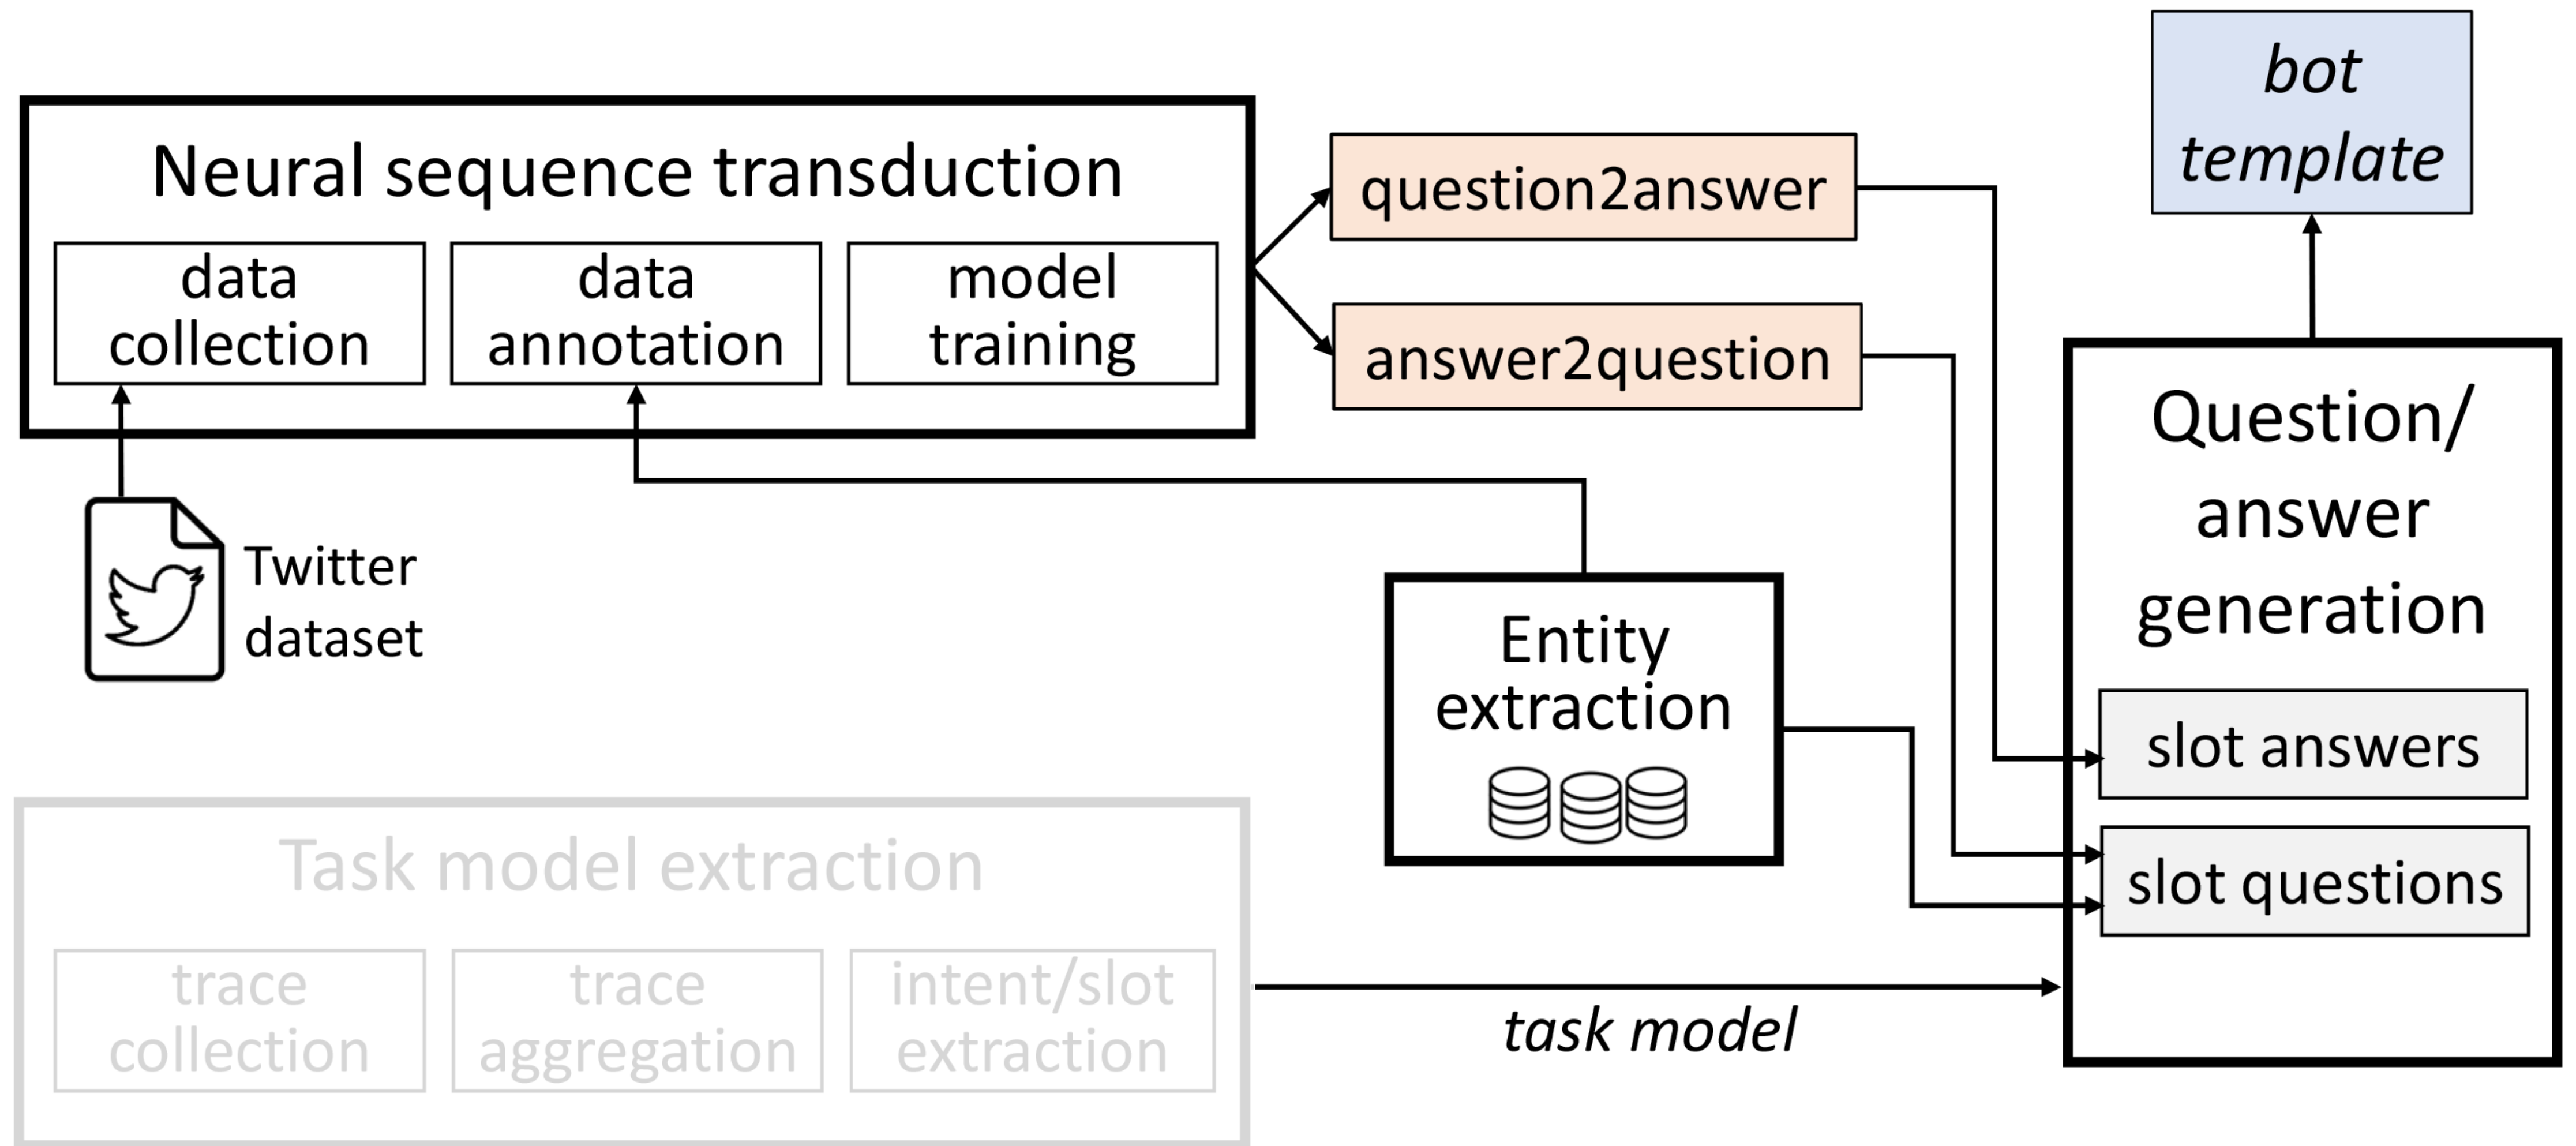 Neural sequence transduction
data
collection
data
annotation
model
training
Twitter
dataset
question2answer
answer2question
bot
template
Entity
extraction
Question/
answer
generation
slot answers
slot questions
Task model extraction
trace
collection
trace
aggregation
intent/slot
extraction
task model